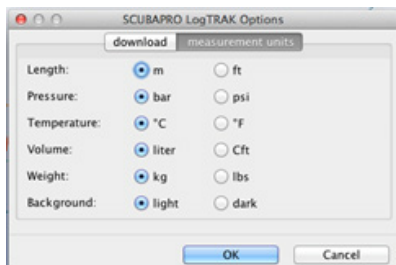 SCUBAPRO LogTRAK Options
download measurement units
Length: m ft
Pressure: bar psi
Temperature: °C °F
Volume: liter Cft
Weight: kg lbs
Background: light dark
OK Cancel